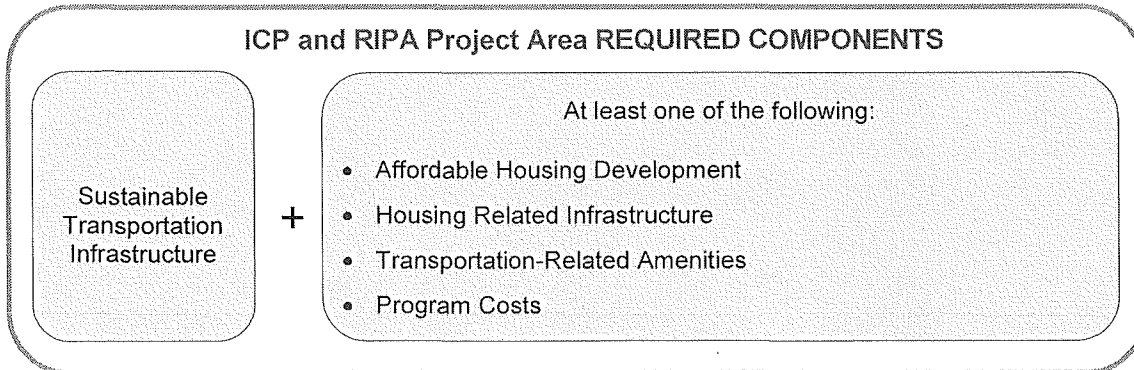 ICP and RIPA Project Area REQUIRED COMPONENTS
Sustainable
Transportation
Infrastructure
+
At least one of the following:
• Affordable Housing Development
• Housing Related Infrastructure
• Transportation-Related Amenities
• Program Costs